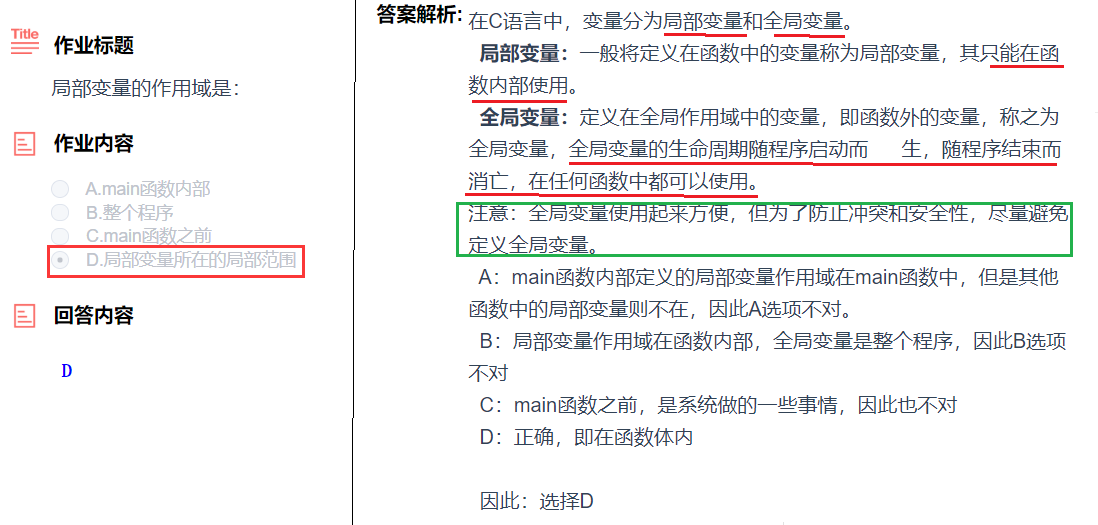 Title
作业标题
局部变量的作用域是：
作业内容
A.main函数内部
B.整个程序
C.main函数之前
D.局部变量所在的局部范围
回答内容
D
答案解析：
在C语言中，变量分为局部变量和全局变量。
局部变量：一般将定义在函数中的变量称为局部变量，其只能在函
数内部使用。
全局变量：定义在全局作用域中的变量，即函数外的变量，称之为
全局变量，全局变量的生命周期随程序启动而 生，随程序结束而
消亡，在任何函数中都可以使用。
注意：全局变量使用起来方便，但为了防止冲突和安全性，尽量避免
定义全局变量。
A：main函数内部定义的局部变量作用域在main函数中，但是其他
函数中的局部变量则不在，因此A选项不对。
B：局部变量作用域在函数内部，全局变量是整个程序，因此B选项
不对
C：main函数之前，是系统做的一些事情，因此也不对
D：正确，即在函数体内
因此：选择D